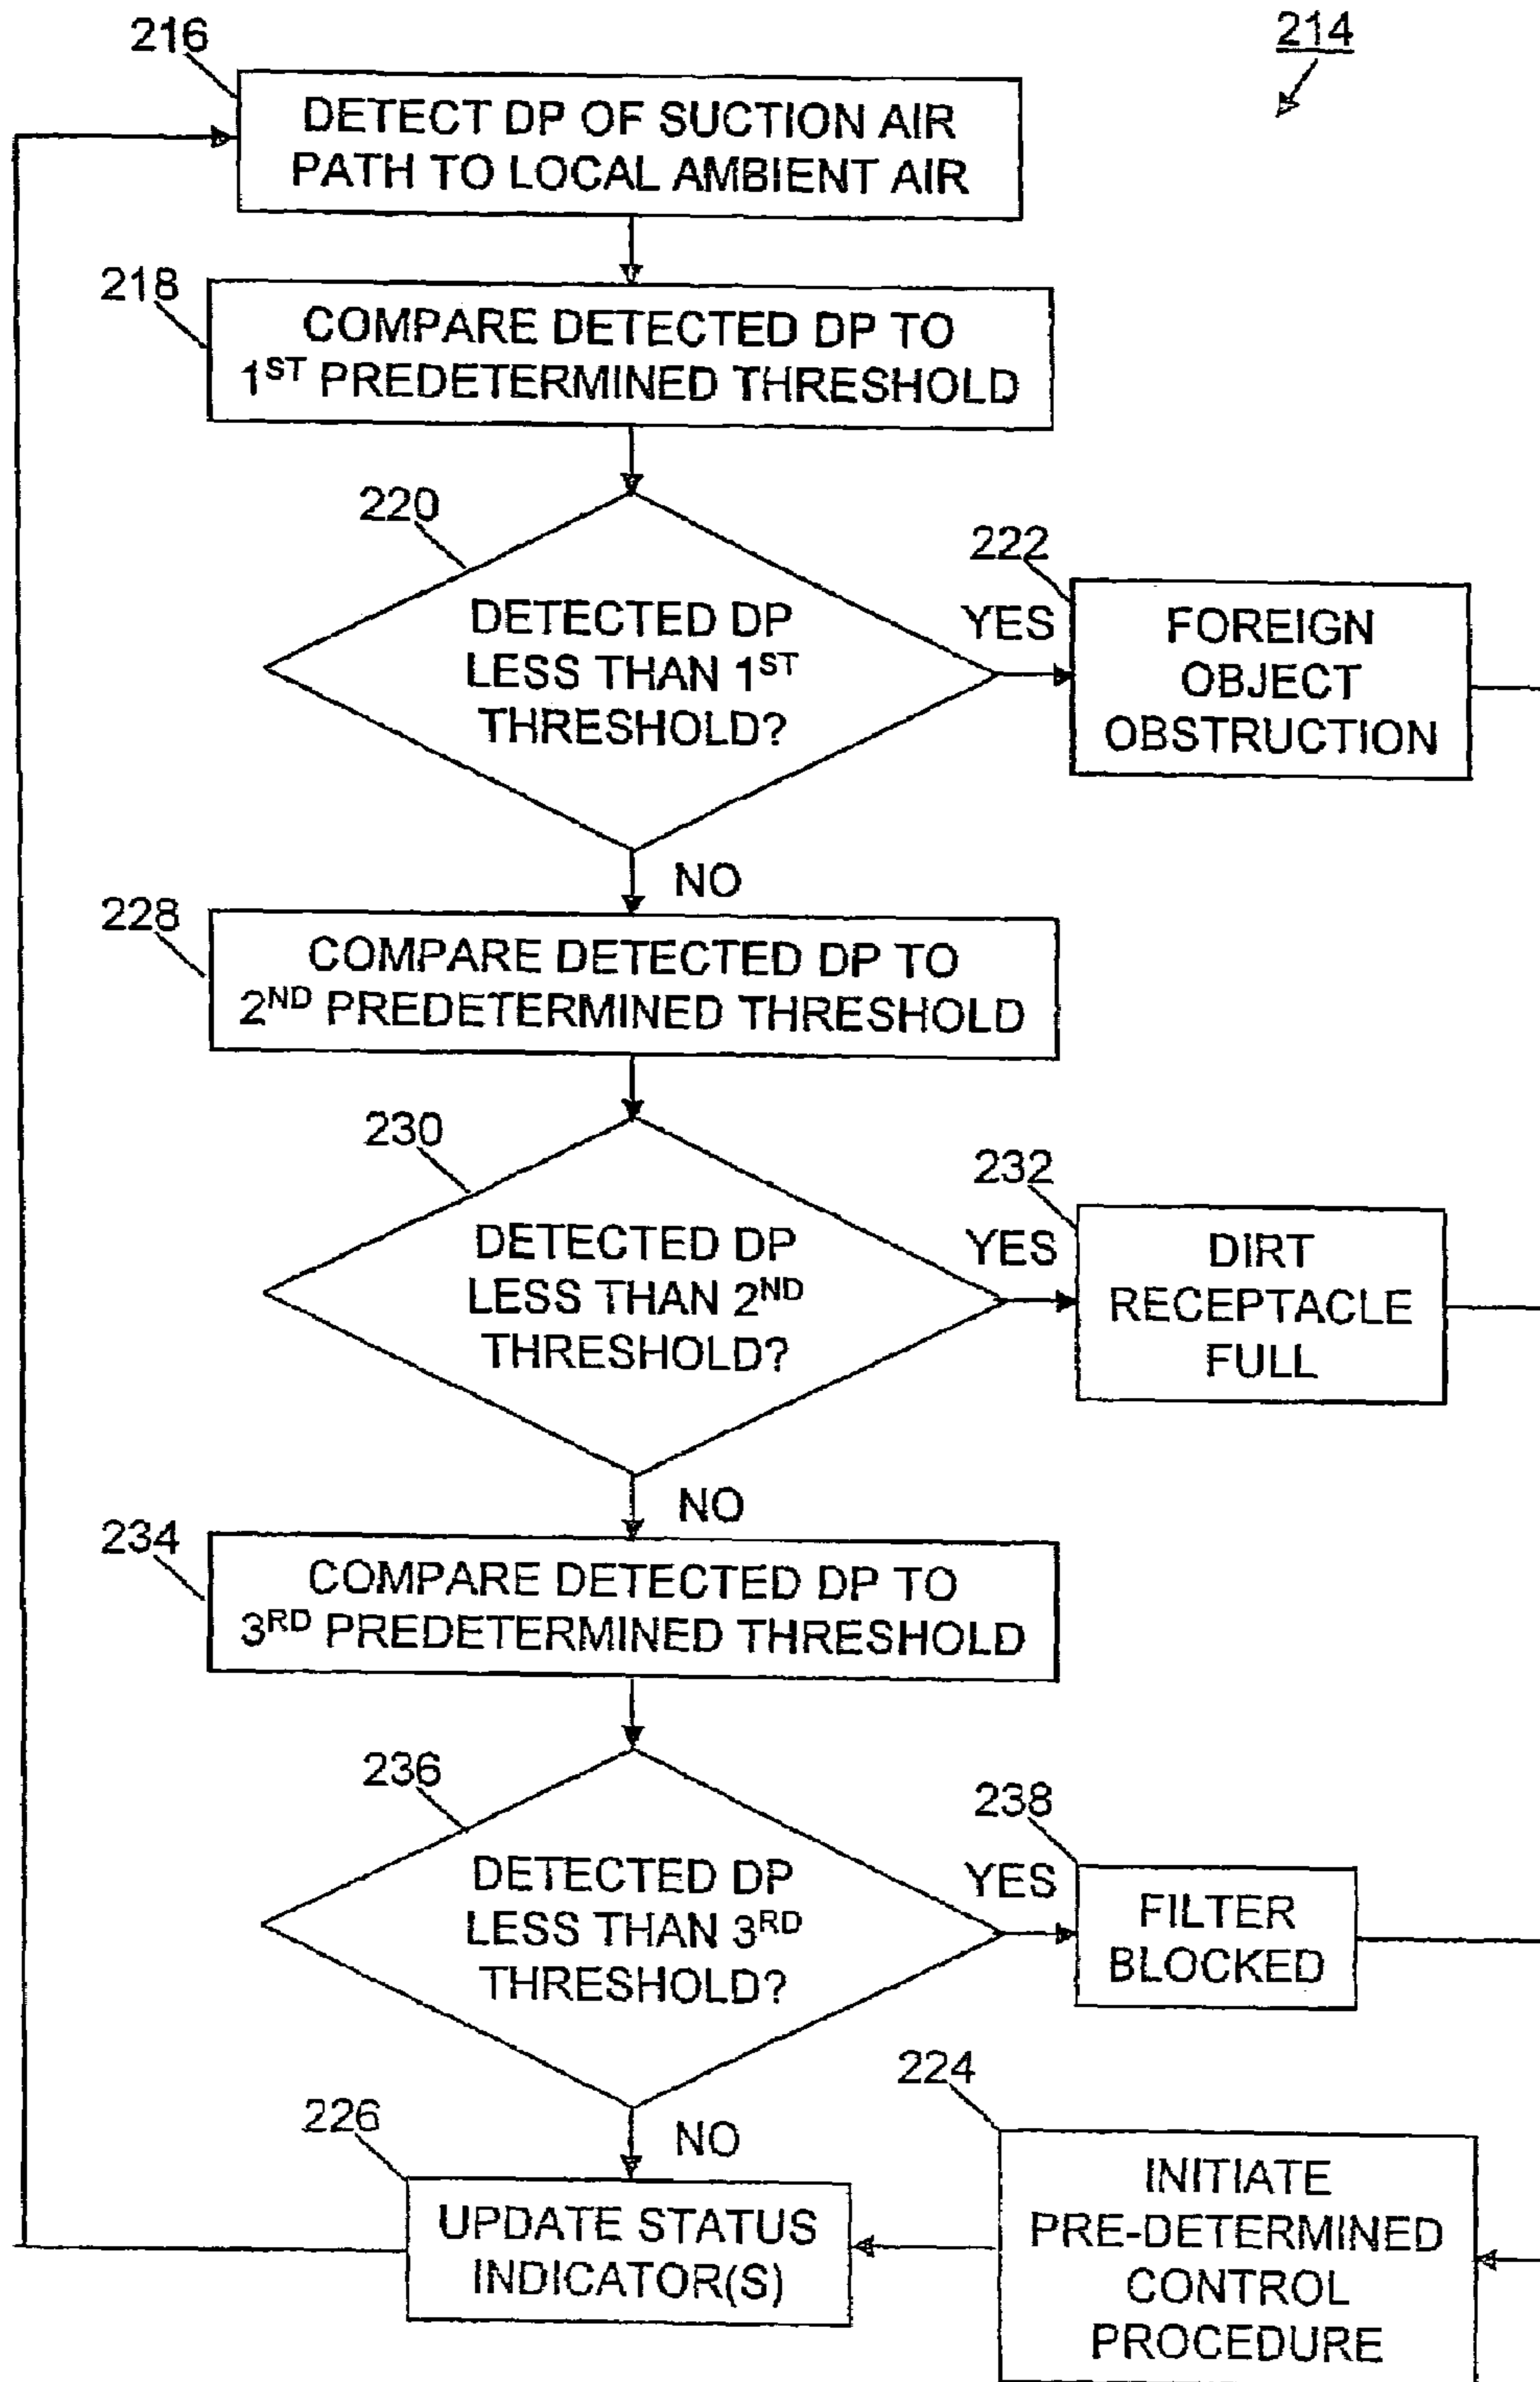 214
216
DETECT DP OF SUCTION AIR
PATH TO LOCAL AMBIENT AIR
218
COMPARE DETECTED DP TO
1ST PREDETERMINED THRESHOLD
220
DETECTED DP
LESS THAN 1ST
THRESHOLD?
YES
222
FOREIGN
OBJECT
OBSTRUCTION
NO
228
COMPARE DETECTED DP TO
2ND PREDETERMINED THRESHOLD
230
DETECTED DP
LESS THAN 2ND
THRESHOLD?
YES
232
DIRT
RECEPTACLE
FULL
NO
234
COMPARE DETECTED DP TO
3RD PREDETERMINED THRESHOLD
236
DETECTED DP
LESS THAN 3RD
THRESHOLD?
YES
238
FILTER
BLOCKED
NO
224
INITIATE
PRE-DETERMINED
CONTROL
PROCEDURE
226
UPDATE STATUS
INDICATOR(S)